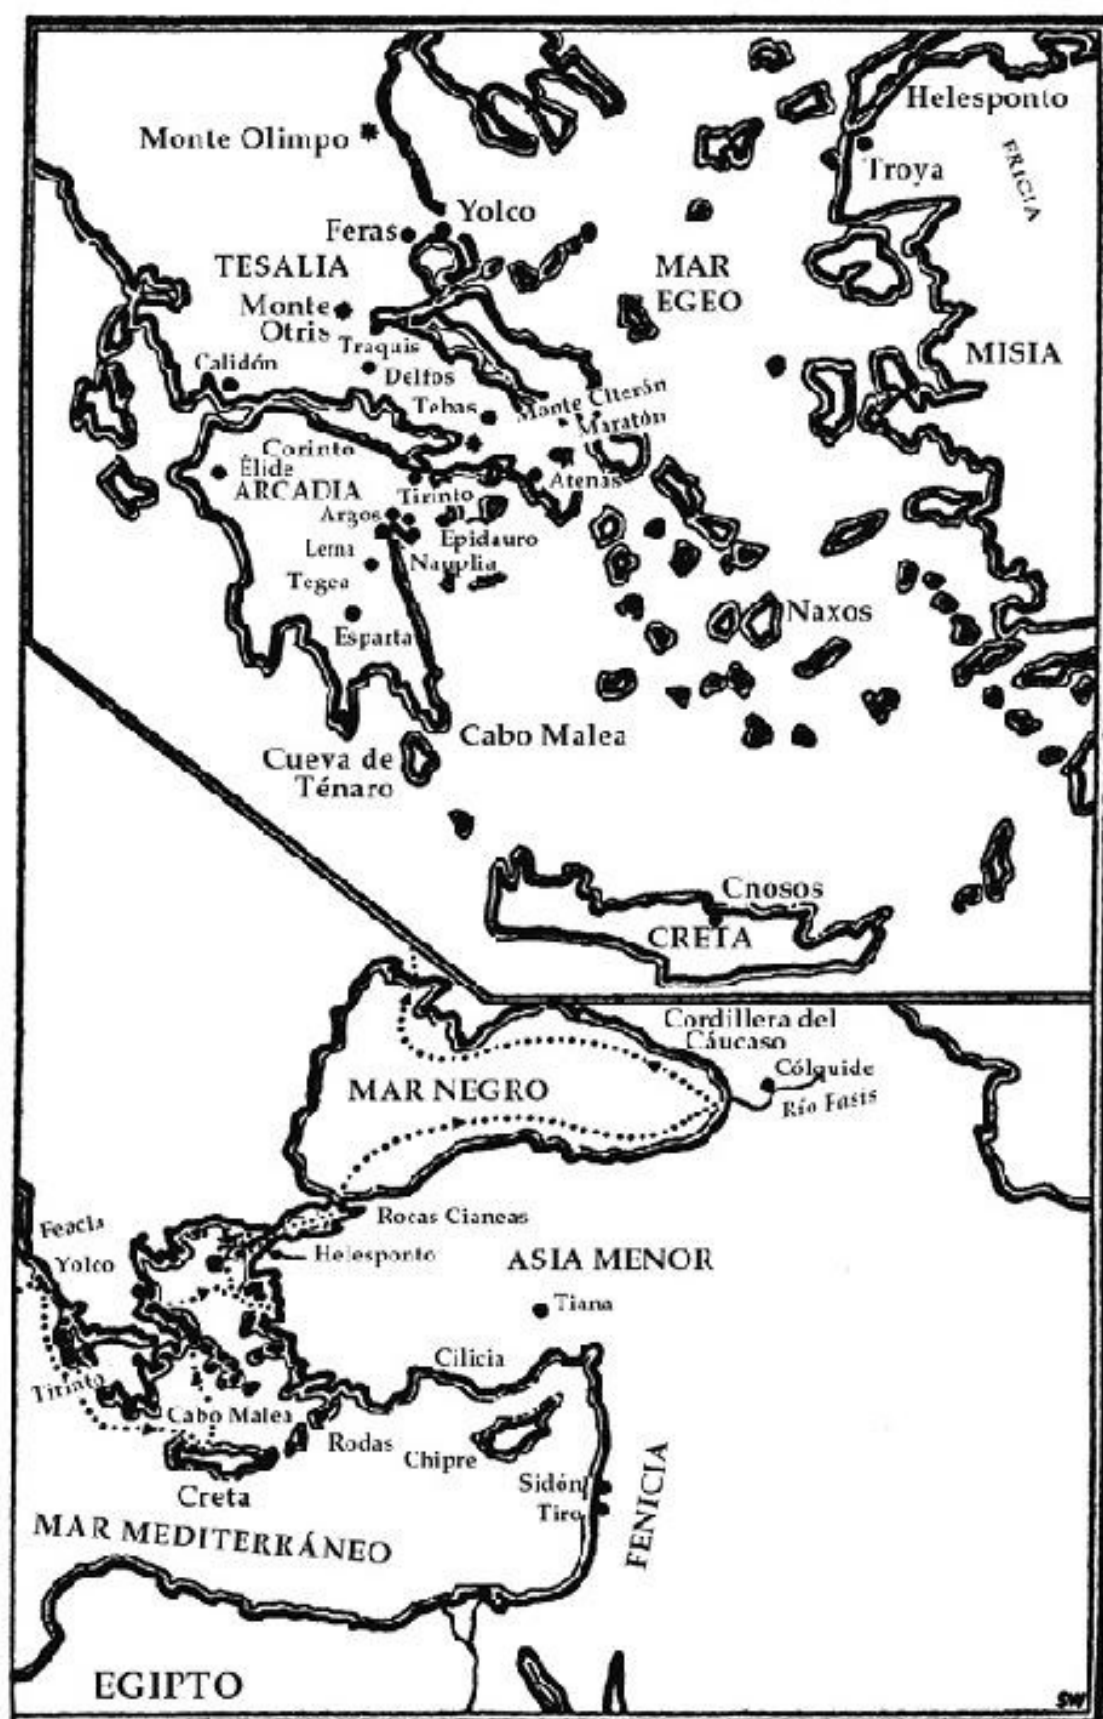 Helesponto
Monte Olimpo
Troya
FRIGIA
Yolco
Feras
TESALIA
MAR
EGEO
Monte
Otris
Traquis
MISIA
Calidón
Delfos
Tebas
Monte Citerón
Maratón
Corinto
Élide
Atenas
ARCADIA
Tirinto
Argos
Epidauro
Lerna
Nauplia
Tegea
Naxos
Esparta
Cabo Malea
Cueva de
Ténaro
Cnosos
CRETA
Cordillera del
Cáucaso
Cólquide
MAR NEGRO
Río Fasis
Rocas Cianeas
Feacia
Helesponto
Yolco
ASIA MENOR
Tiana
Cilicia
Tirinto
Cabo Malea
Rodas
Chipre
Sidón
Creta
Tiro
FENICIA
MAR MEDITERRÁNEO
EGIPTO
SW